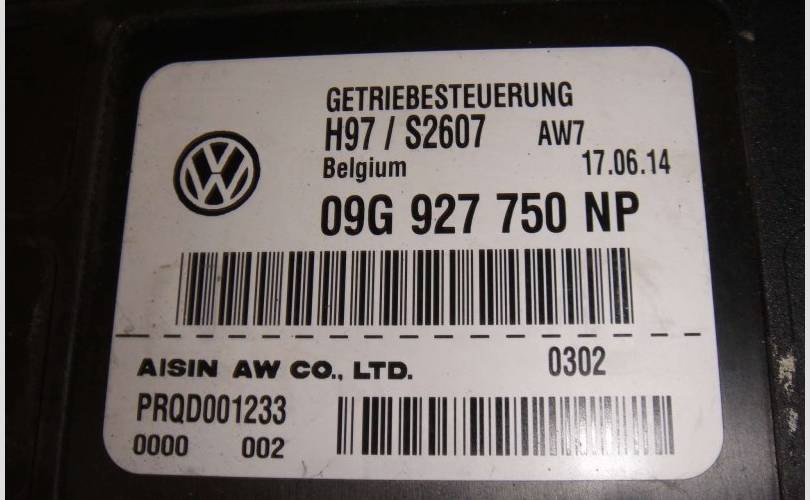 GETRIEBESTEUERUNG
H97 / S2607 AW7
Belgium 17.06.14
09G 927 750 NP
AISIN AW CO., LTD. 0302
PRQD001233
0000 002